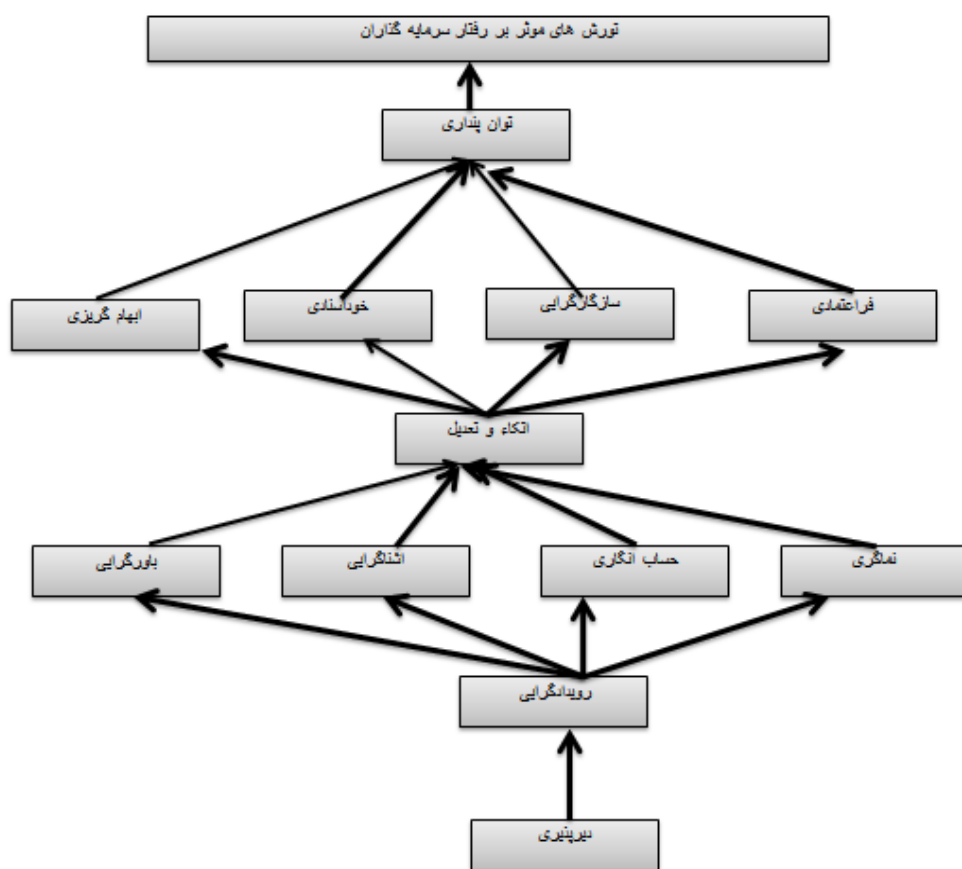 تورش های موثر بر رفتار سرمایه گذاران
توان پنداری
فراعتمادی
سازگارگرایی
خوداسنادی
ابهام گریزی
اتکاء و تعدیل
نماگری
حساب انگاری
آشناگرایی
باورگرایی
رویدادگرایی
دیرپذیری